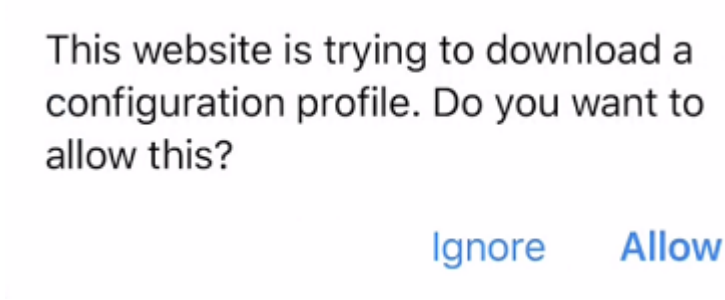 This website is trying to download a
configuration profile. Do you want to
allow this?
Ignore Allow